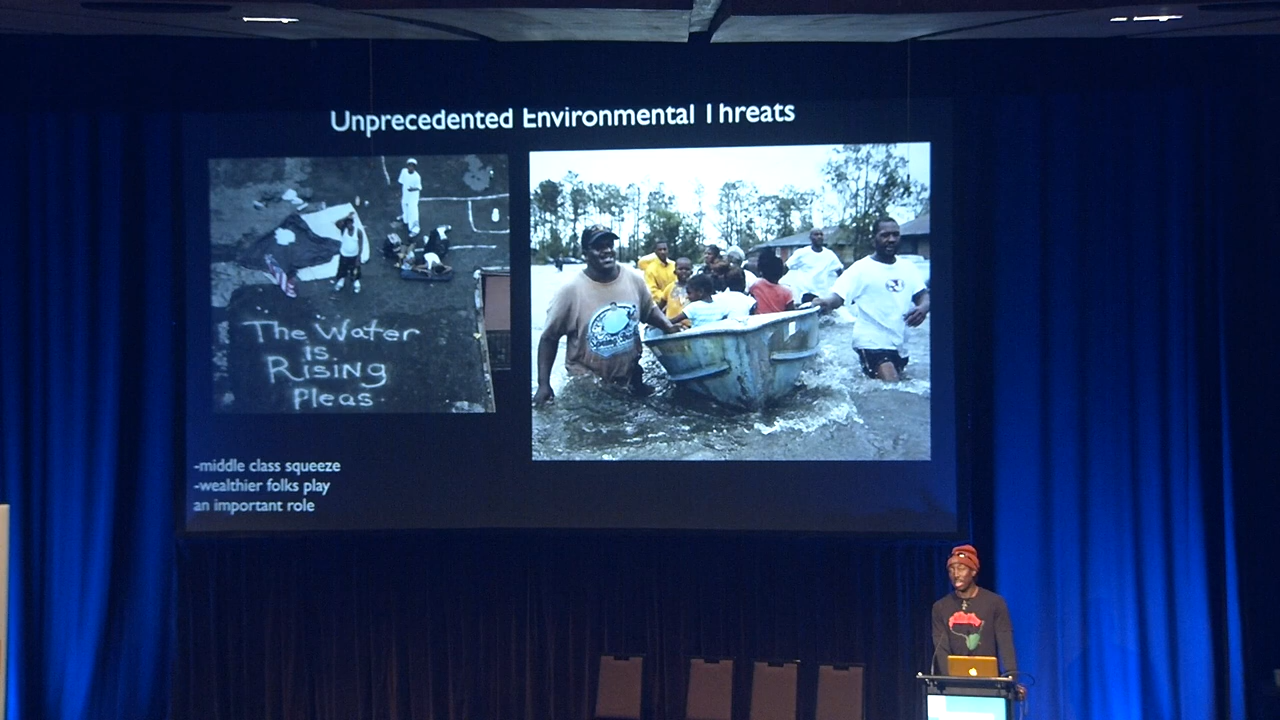 Unprecedented Environmental Threats
The Water
is
Rising
Pleas
-middle class squeeze
-wealthier folks play
an important role